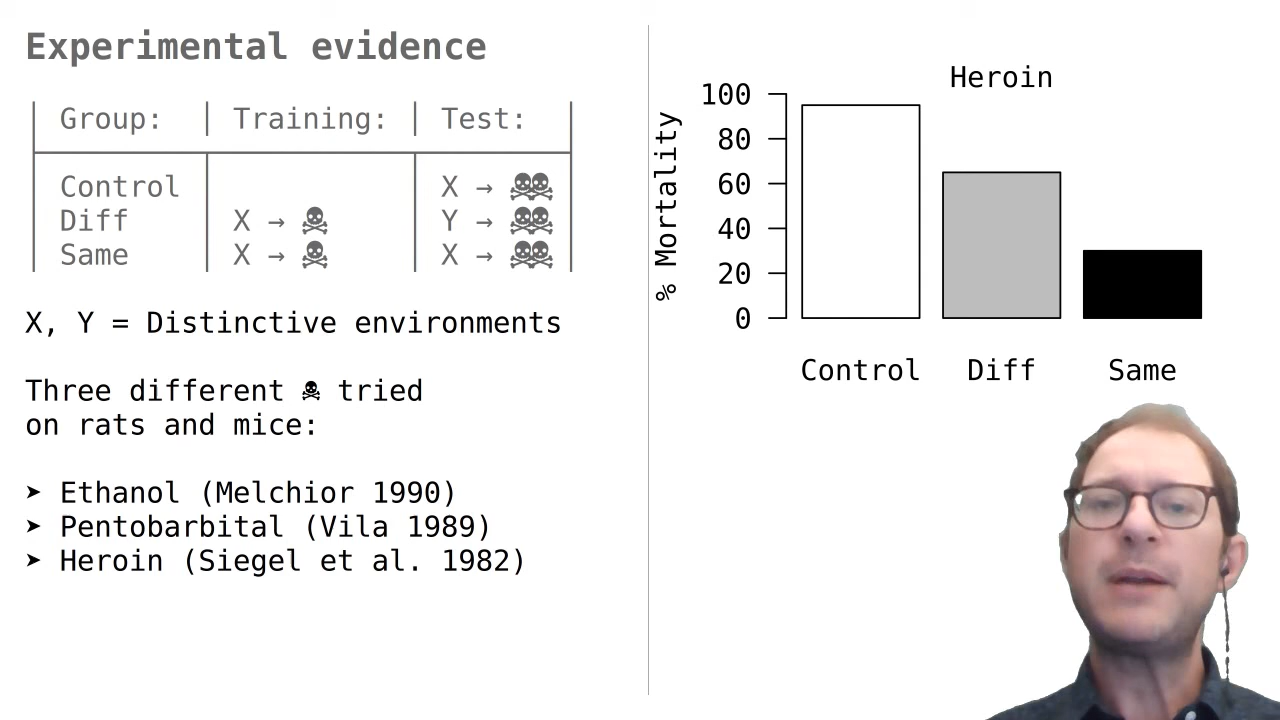 Experimental evidence
Group: Training: Test:
Control X → ☠☠
Diff X → ☠ Y → ☠☠
Same X → ☠ X → ☠☠
X, Y = Distinctive environments
Three different ☠ tried
on rats and mice:
➤ Ethanol (Melchior 1990)
➤ Pentobarbital (Vila 1989)
➤ Heroin (Siegel et al. 1982)
Heroin
% Mortality
100
80
60
40
20
0
Control Diff Same